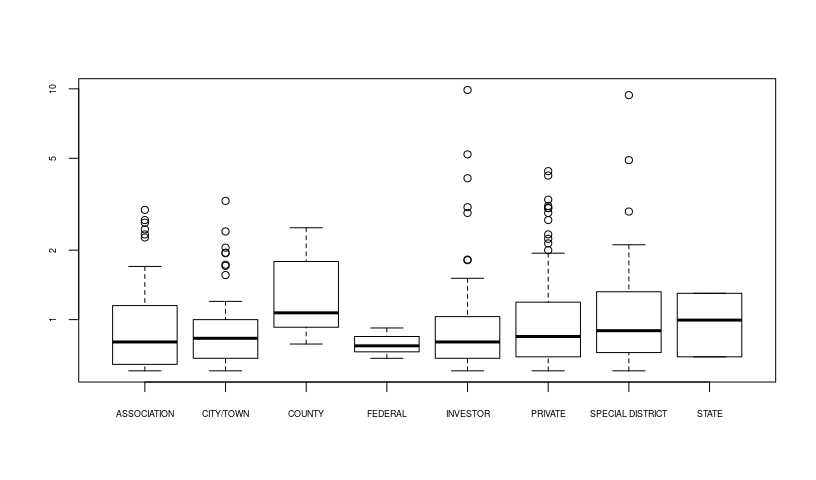 10
5
2
1
ASSOCIATION CITY/TOWN COUNTY FEDERAL INVESTOR PRIVATE SPECIAL DISTRICT STATE